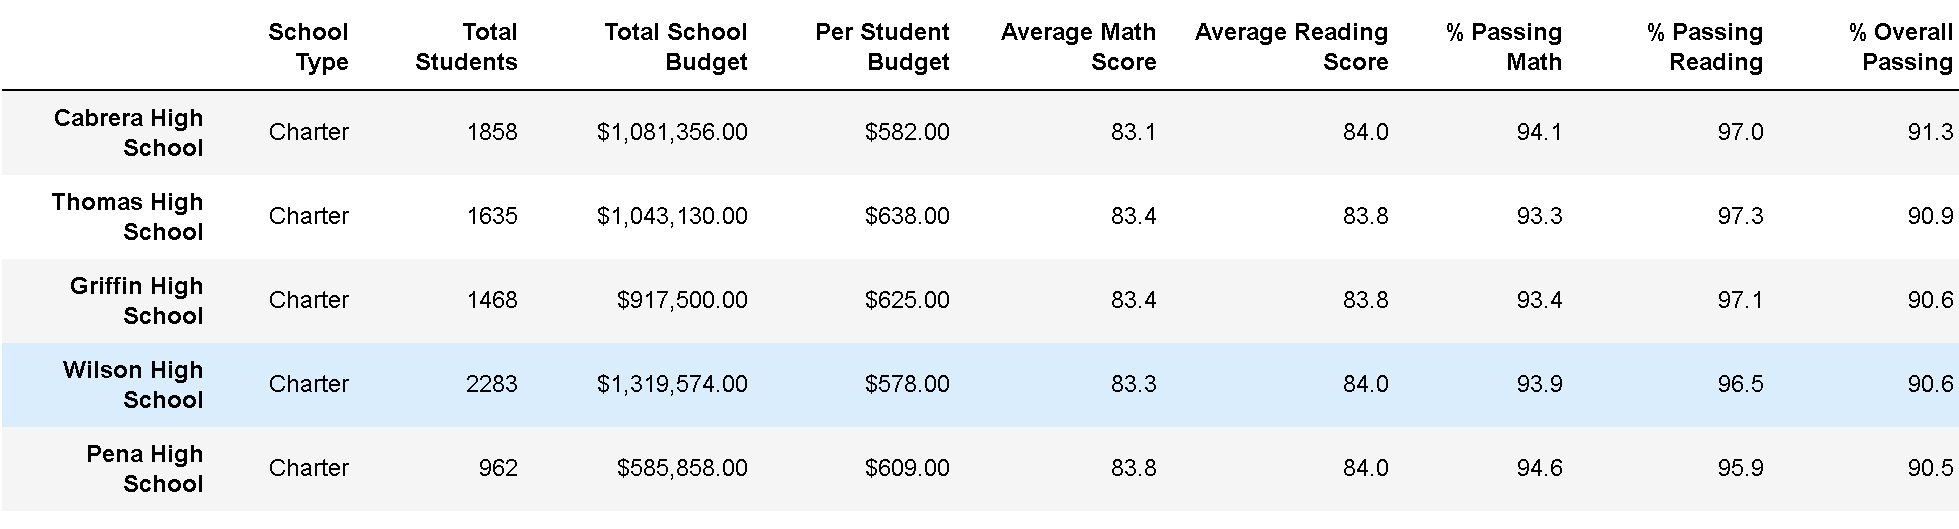 School Total Total School Per Student Average Math Average Reading % Passing % Passing % Overall
Type Students Budget Budget Score Score Math Reading Passing
Cabrera High
School Charter 1858 $1,081,356.00 $582.00 83.1 84.0 94.1 97.0 91.3
Thomas High
School Charter 1635 $1,043,130.00 $638.00 83.4 83.8 93.3 97.3 90.9
Griffin High
School Charter 1468 $917,500.00 $625.00 83.4 83.8 93.4 97.1 90.6
Wilson High
School Charter 2283 $1,319,574.00 $578.00 83.3 84.0 93.9 96.5 90.6
Pena High
School Charter 962 $585,858.00 $609.00 83.8 84.0 94.6 95.9 90.5